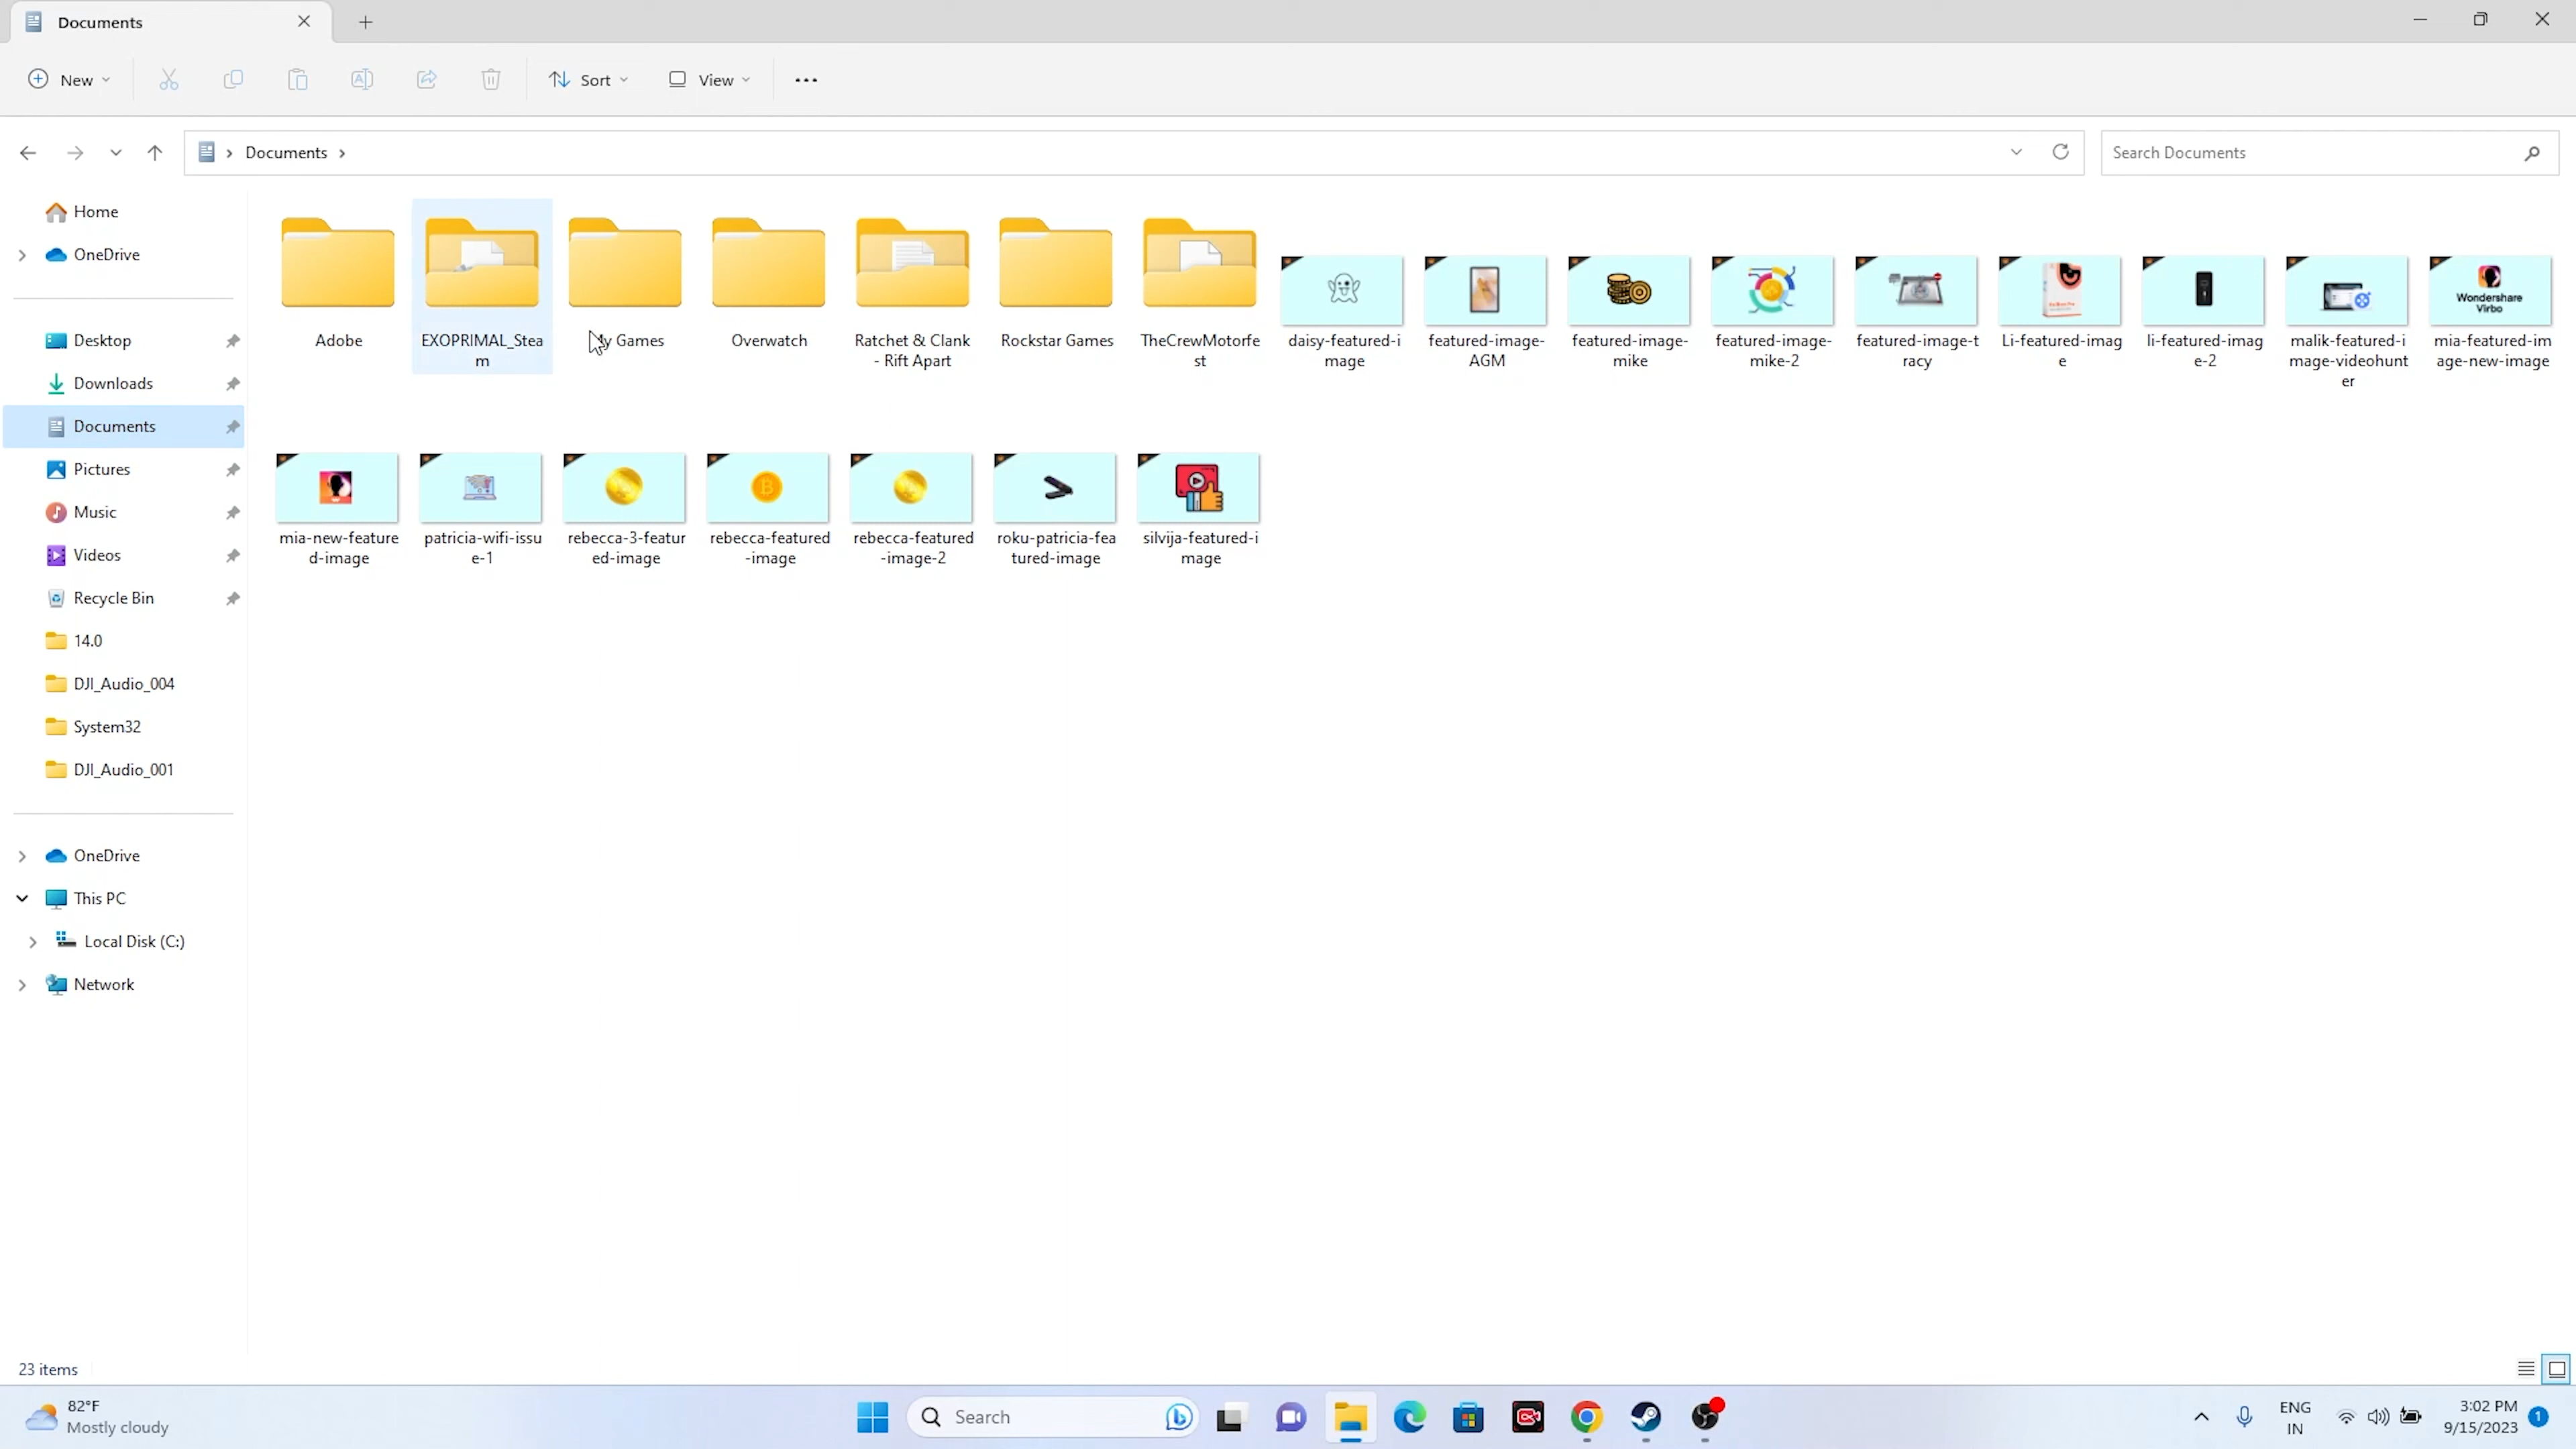 Documents
New
Sort
View
Documents
Search Documents
Home
OneDrive
Desktop
Downloads
Documents
Pictures
Music
Videos
Recycle Bin
14.0
DJI_Audio_004
System32
DJI_Audio_001
OneDrive
This PC
Local Disk (C:)
Network
Adobe
EXOPRIMAL_Stea
m
My Games
Overwatch
Ratchet & Clank
- Rift Apart
Rockstar Games
TheCrewMotorfe
st
daisy-featured-i
mage
featured-image-
AGM
featured-image-
mike
featured-image-
mike-2
featured-image-t
racy
Li-featured-imag
e
li-featured-imag
e-2
malik-featured-i
mage-videohunt
er
Wondershare
Virbo
mia-featured-im
age-new-image
mia-new-feature
d-image
patricia-wifi-issu
e-1
rebecca-3-featur
ed-image
rebecca-featured
-image
rebecca-featured
-image-2
roku-patricia-fea
tured-image
silvija-featured-i
mage
23 items
82°F
Mostly cloudy
Search
ENG
IN
3:02 PM
9/15/2023
1